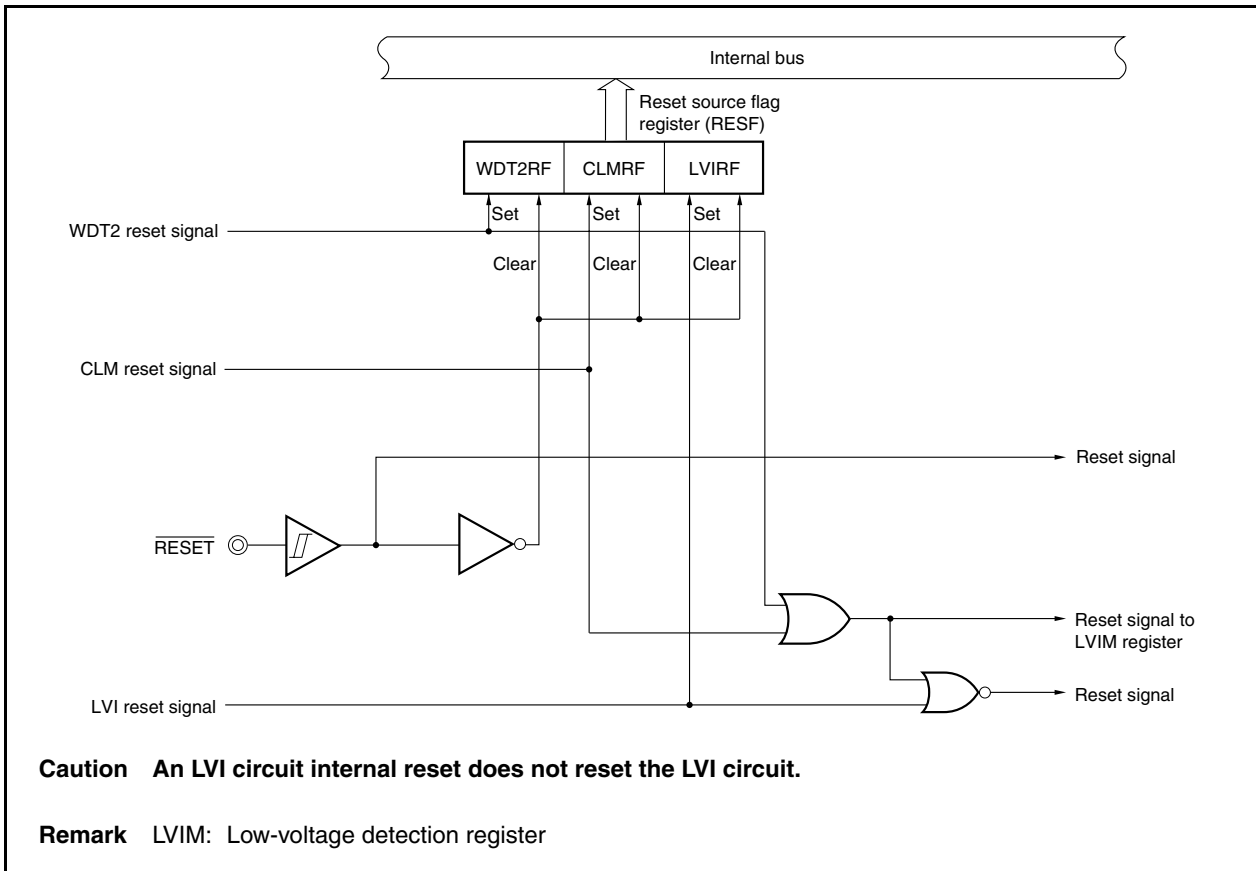 Internal bus
Reset source flag
register (RESF)
WDT2RF CLMRF LVIRF
Set Set Set
WDT2 reset signal
Clear Clear Clear
CLM reset signal
Reset signal
RESET
Reset signal to
LVIM register
LVI reset signal
Reset signal
Caution An LVI circuit internal reset does not reset the LVI circuit.
Remark LVIM: Low-voltage detection register